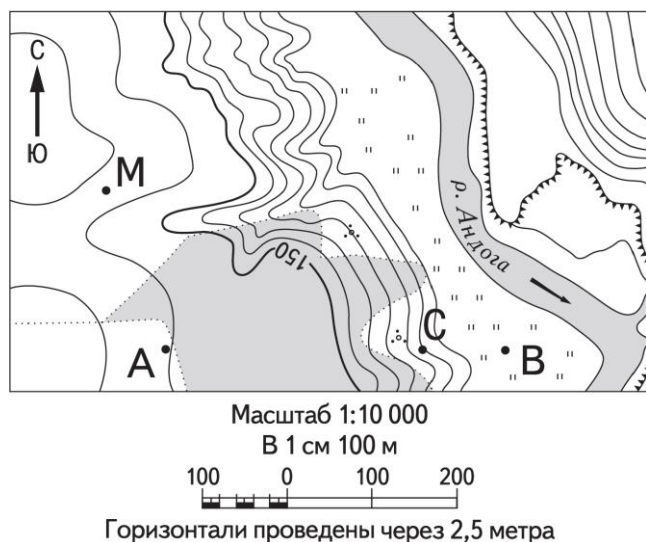 С
Ю
М
150
р. Андога
А
С
В
Масштаб 1:10 000
В 1 см 100 м
100 0 100 200
Горизонтали проведены через 2,5 метра